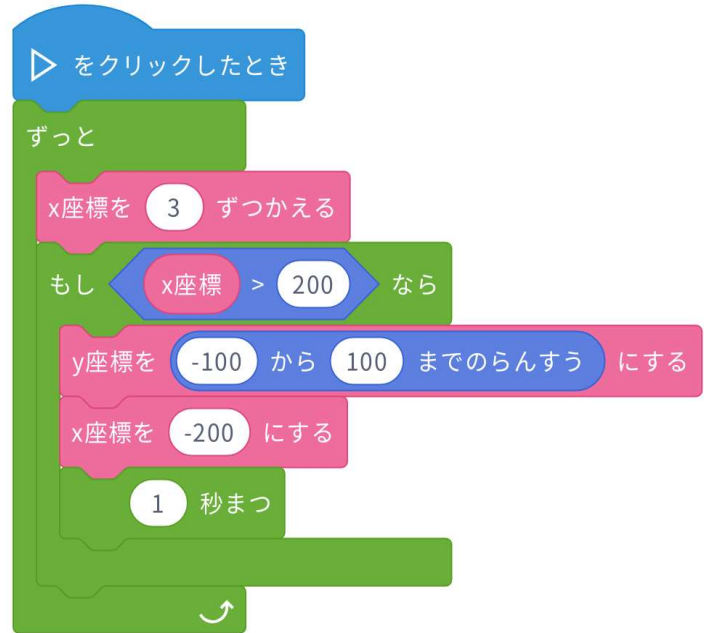 をクリックしたとき
ずっと
x座標を 3 ずつかえる
もし x座標 > 200 なら
y座標を -100 から 100 までのらんすう にする
x座標を -200 にする
1 秒まつ